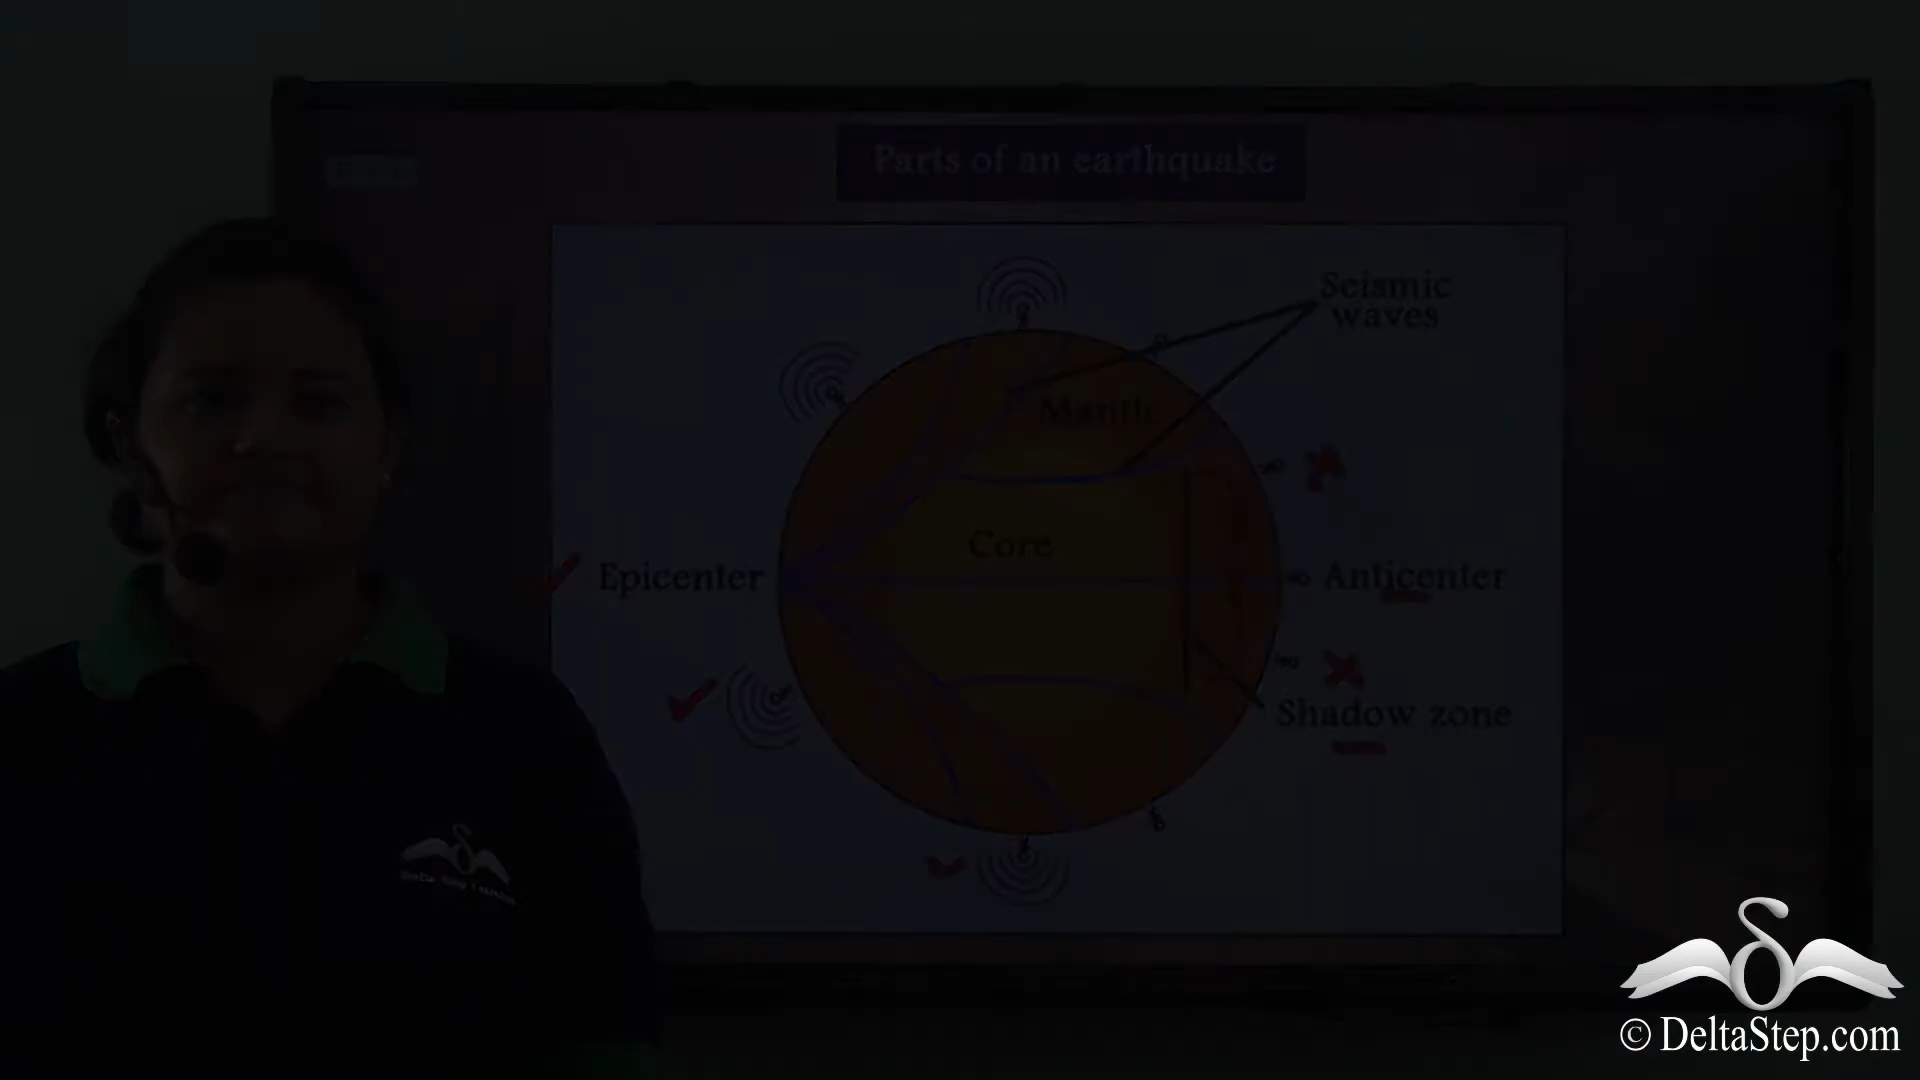 Parts of an earthquake
Seismic
waves
Mantle
Core
Epicenter
Anticenter
Shadow zone
© DeltaStep.com